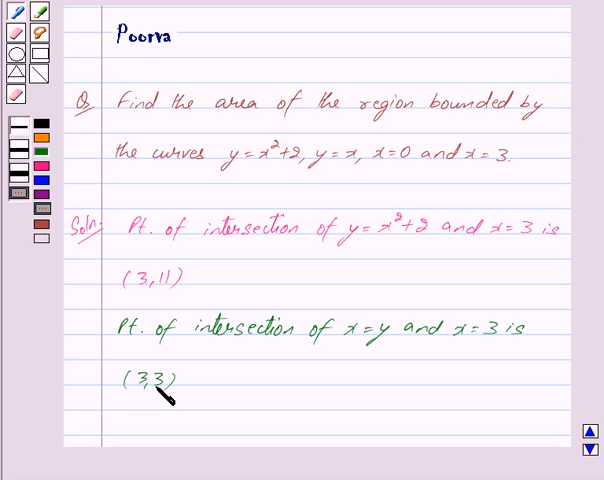 Poorva
Q Find the area of the region bounded by
the curves y=x²+2, y=x, x=0 and x=3.
Soln: Pt. of intersection of y=x²+2 and x=3 is
(3,11)
Pt. of intersection of x=y and x=3 is
(3,3)